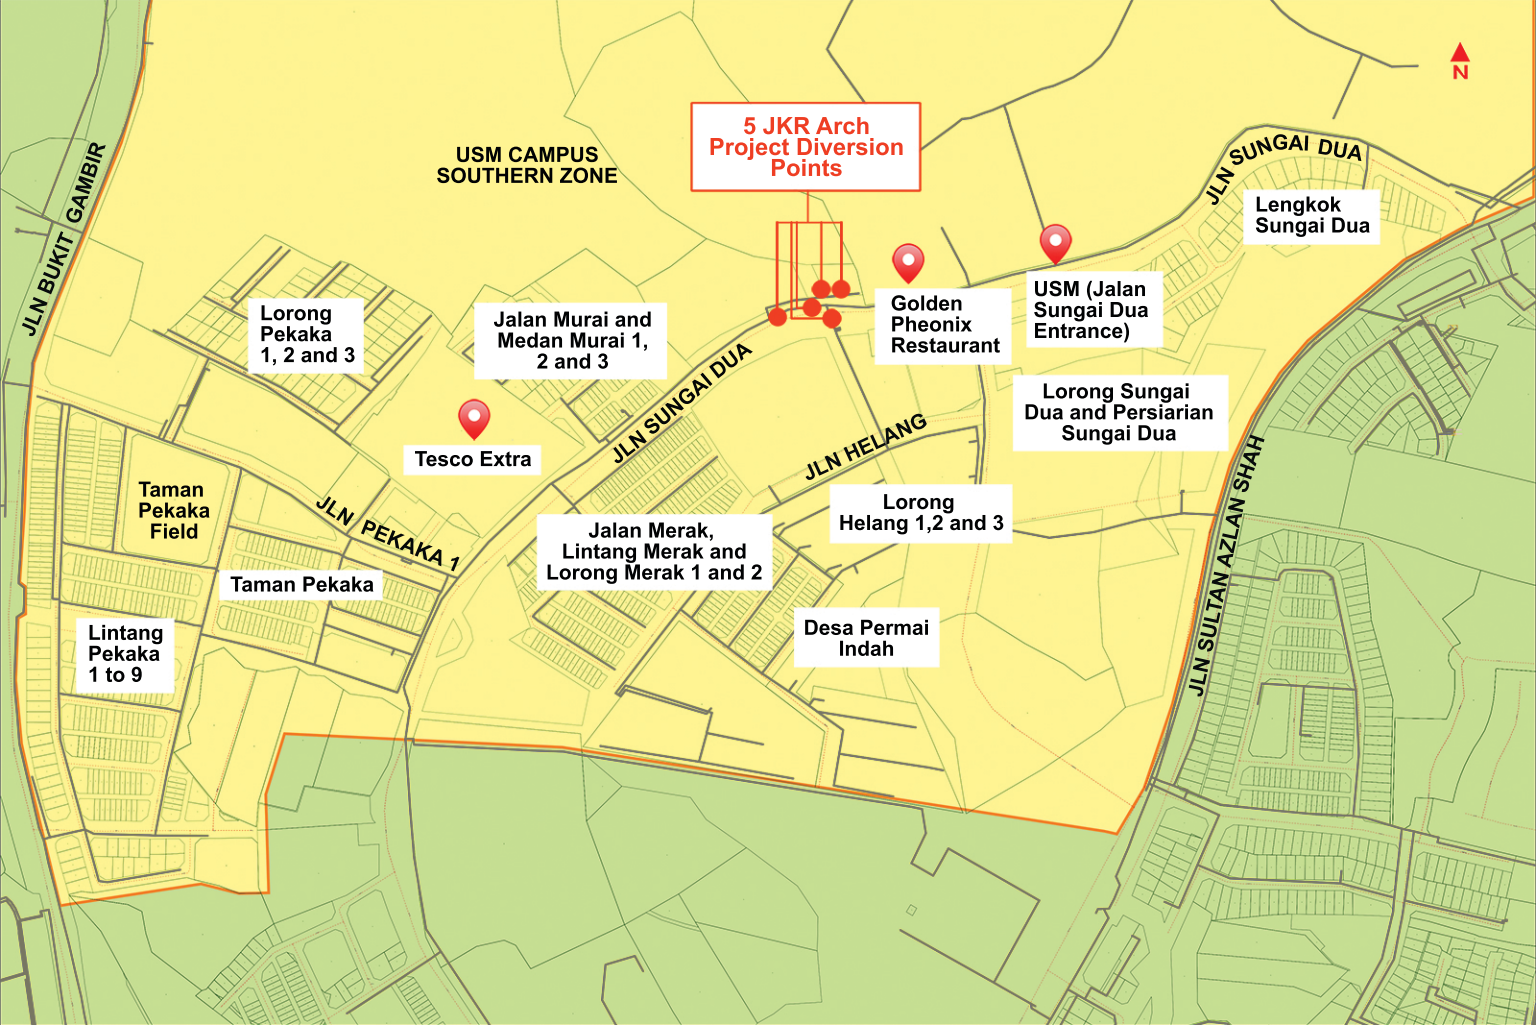 N
5 JKR Arch
Project Diversion
Points
USM CAMPUS
SOUTHERN ZONE
JLN SUNGAI DUA
Lengkok
Sungai Dua
JLN BUKIT GAMBIR
Lorong
Pekaka
1, 2 and 3
Jalan Murai and
Medan Murai 1,
2 and 3
Golden
Pheonix
Restaurant
USM (Jalan
Sungai Dua
Entrance)
JLN SUNGAI DUA
Lorong Sungai
Dua and Persiarian
Sungai Dua
Tesco Extra
JLN HELANG
JLN SULTAN AZLAN SHAH
Taman
Pekaka
Field
JLN PEKAKA 1
Lorong
Helang 1,2 and 3
Jalan Merak,
Lintang Merak and
Lorong Merak 1 and 2
Taman Pekaka
Desa Permai
Indah
Lintang
Pekaka
1 to 9